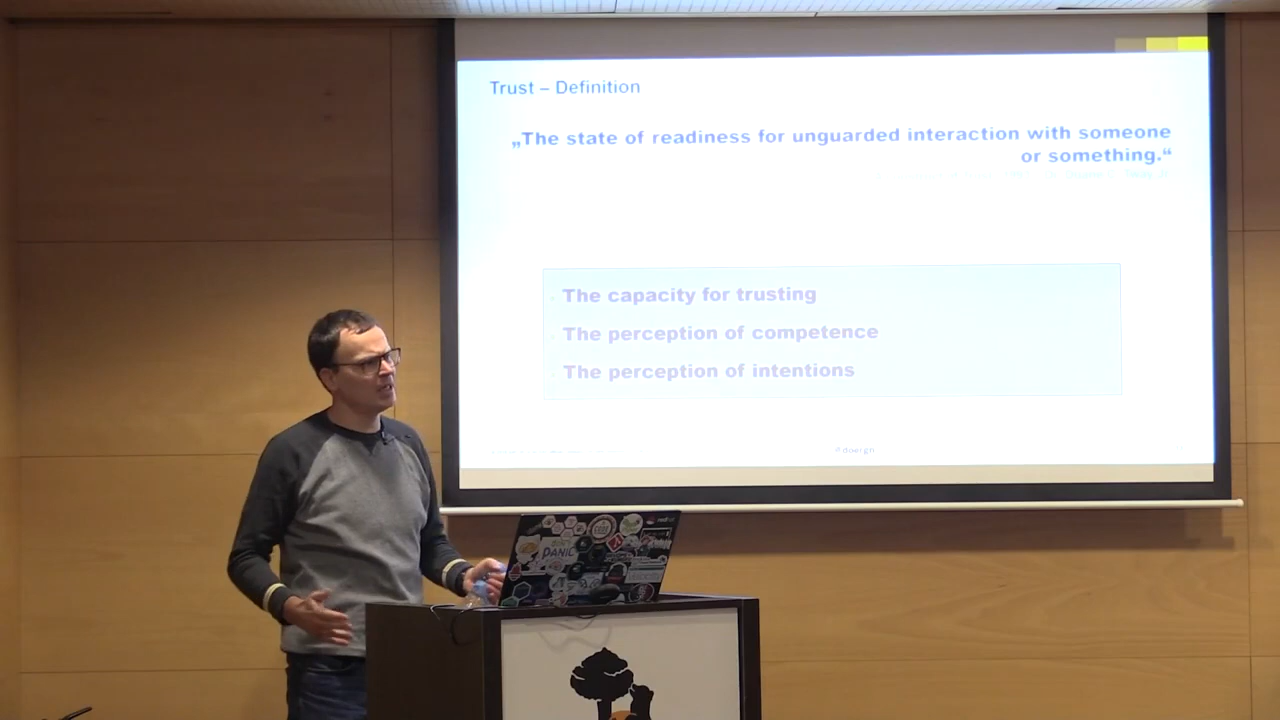 Trust – Definition
„The state of readiness for unguarded interaction with someone
or something.“
The capacity for trusting
The perception of competence
The perception of intentions
PANIC